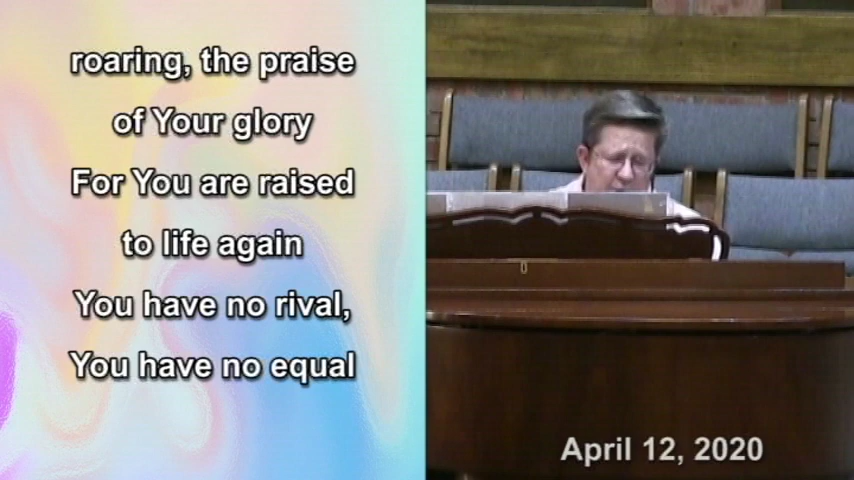 roaring, the praise
of Your glory
For You are raised
to life again
You have no rival,
You have no equal
April 12, 2020